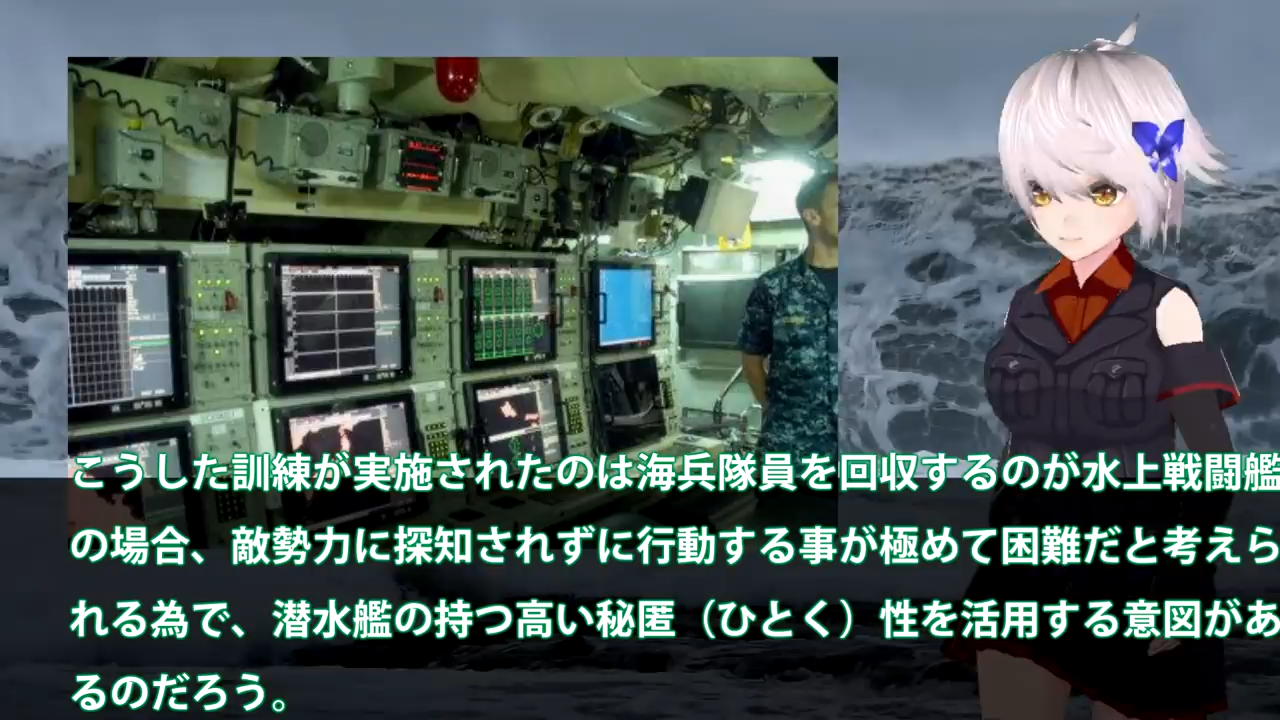 こうした訓練が実施されたのは海兵隊員を回収するのが水上戦闘艦
の場合、敵勢力に探知されずに行動する事が極めて困難だと考えら
れる為で、潜水艦の持つ高い秘匿（ひとく）性を活用する意図があ
るのだろう。